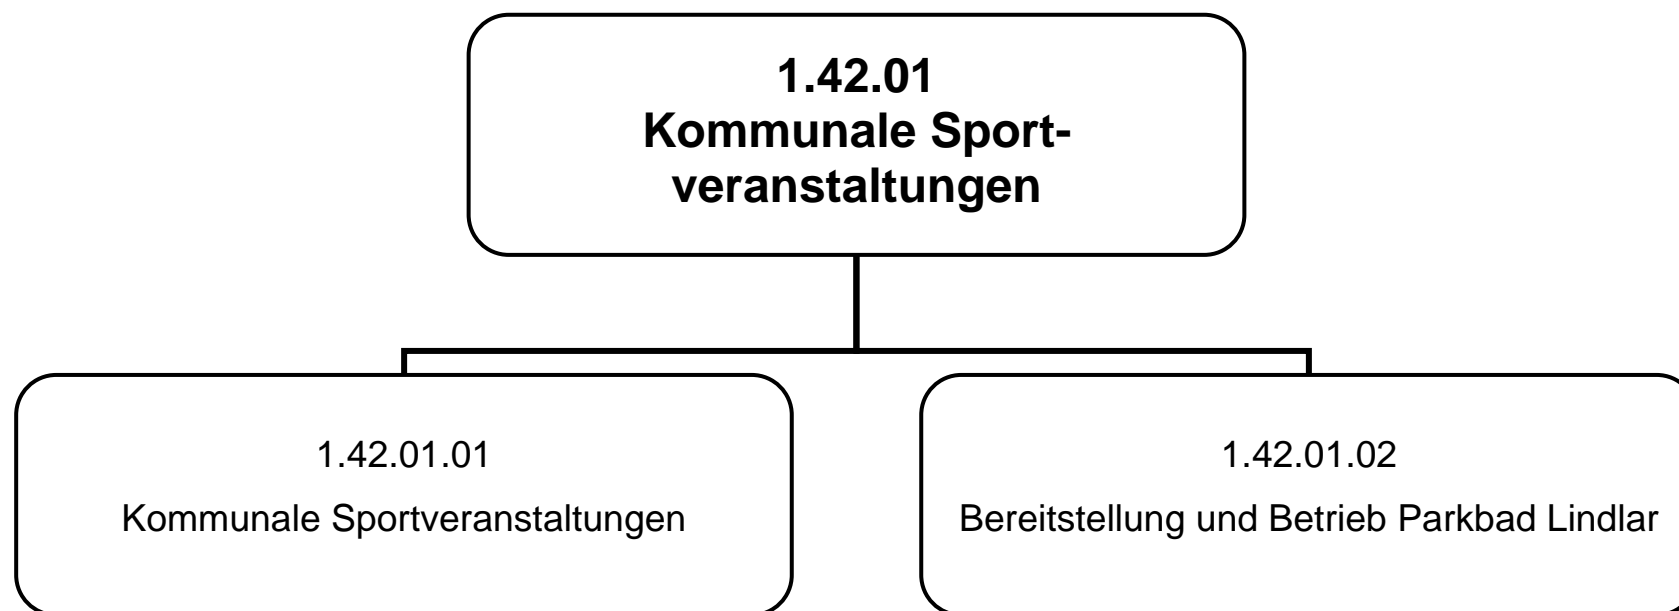 1.42.01
Kommunale Sport-
veranstaltungen
1.42.01.01
Kommunale Sportveranstaltungen
1.42.01.02
Bereitstellung und Betrieb Parkbad Lindlar